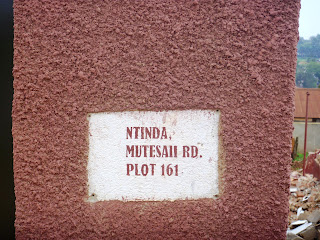 NTINDA,
MUTESAII RD.
PLOT 161